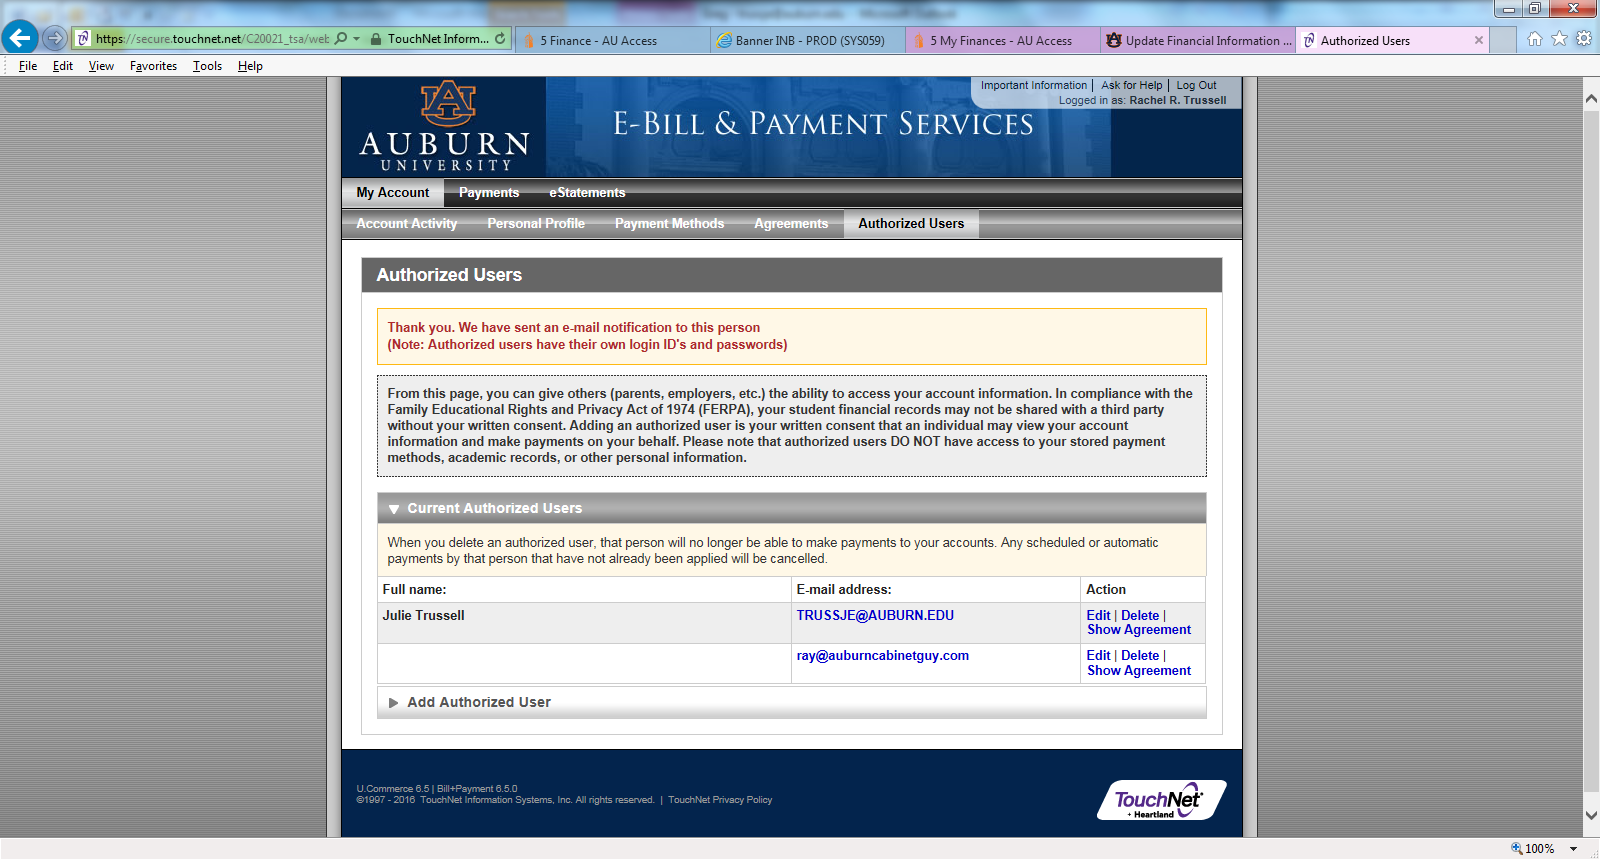 https://secure.touchnet.net/C20021_tsa/web
TouchNet Inform...
5 Finance - AU Access
Banner INB - PROD (SYS059)
5 My Finances - AU Access
Update Financial Information ...
Authorized Users
File Edit View Favorites Tools Help
AUBURN
UNIVERSITY
E-BILL & PAYMENT SERVICES
Important Information | Ask for Help | Log Out
Logged in as: Rachel R. Trussell
My Account Payments eStatements
Account Activity Personal Profile Payment Methods Agreements Authorized Users
Authorized Users
Thank you. We have sent an e-mail notification to this person
(Note: Authorized users have their own login ID's and passwords)
From this page, you can give others (parents, employers, etc.) the ability to access your account information. In compliance with the
Family Educational Rights and Privacy Act of 1974 (FERPA), your student financial records may not be shared with a third party
without your written consent. Adding an authorized user is your written consent that an individual may view your account
information and make payments on your behalf. Please note that authorized users DO NOT have access to your stored payment
methods, academic records, or other personal information.
Current Authorized Users
When you delete an authorized user, that person will no longer be able to make payments to your accounts. Any scheduled or automatic
payments by that person that have not already been applied will be cancelled.
Full name: E-mail address: Action
Julie Trussell TRUSSJE@AUBURN.EDU Edit | Delete |
Show Agreement
ray@auburncabinetguy.com Edit | Delete |
Show Agreement
Add Authorized User
U.Commerce 6.5 | Bill+Payment 6.5.0
©1997 - 2016 TouchNet Information Systems, Inc. All rights reserved. | TouchNet Privacy Policy
TouchNet
+ Heartland
100%